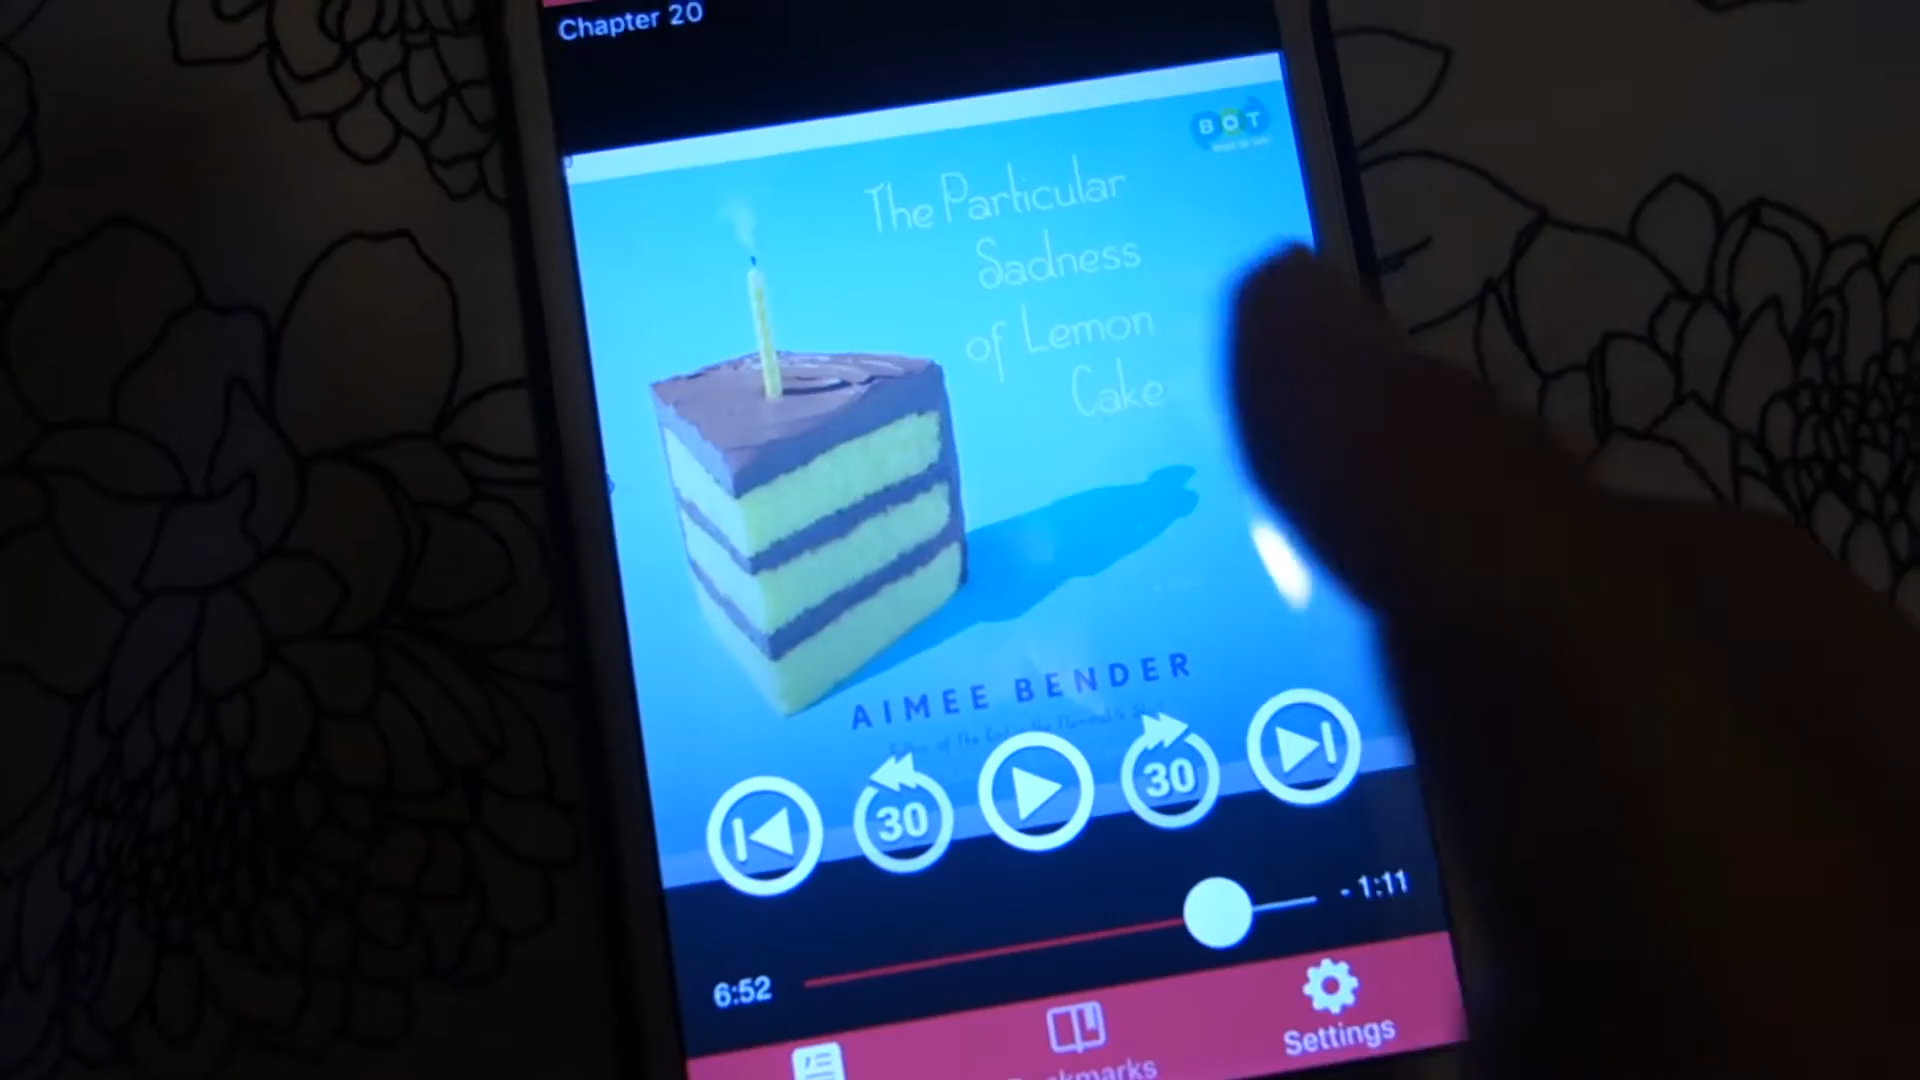 Chapter 20
BOT
The Particular
Sadness
of Lemon
Cake
AIMEE BENDER
30
30
6:52
- 1:11
Settings